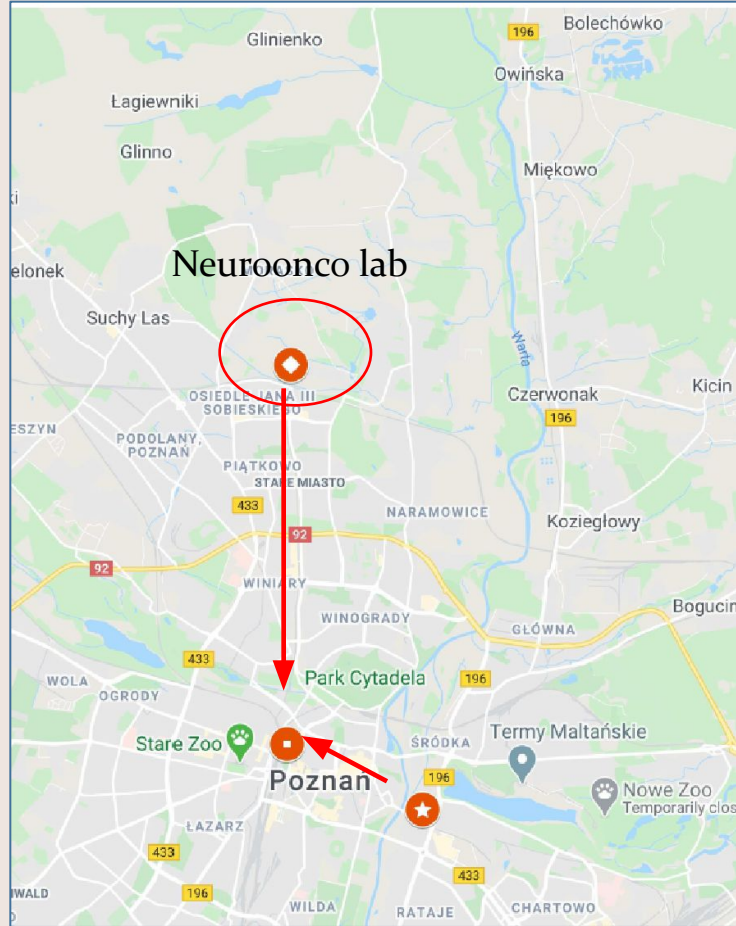 Glinienko
196
Bolechówko
Owińska
Łagiewniki
Glinno
Miękowo
ki
elonek
Neuroonco lab
Suchy Las
Warta
OSIEDLE JANA III
SOBIESKIEGO
Czerwonak
Kicin
196
ESZYN
PODOLANY,
POZNAN
PIĄTKOWO
STARE MIASTO
433
NARAMOWICE
Koziegłowy
92
92
WINIARY
Bogucin
WINOGRADY
GŁÓWNA
433
WOLA
OGRODY
Park Cytadela
196
Stare Zoo
ŚRÓDKA
Termy Maltańskie
Poznań
196
Nowe Zoo
Temporarily clos
ŁAZARZ
433
433
NWALD
196
WILDA
RATAJE
CHARTOWO